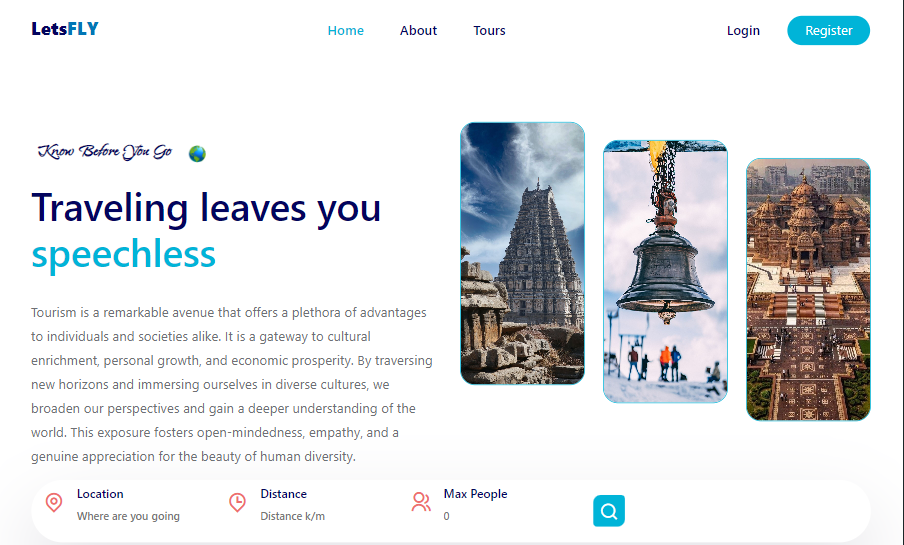 LetsFLY
Home About Tours
Login Register
Know Before You Go
Traveling leaves you
speechless
Tourism is a remarkable avenue that offers a plethora of advantages
to individuals and societies alike. It is a gateway to cultural
enrichment, personal growth, and economic prosperity. By traversing
new horizons and immersing ourselves in diverse cultures, we
broaden our perspectives and gain a deeper understanding of the
world. This exposure fosters open-mindedness, empathy, and a
genuine appreciation for the beauty of human diversity.
Location
Where are you going
Distance
Distance k/m
Max People
0